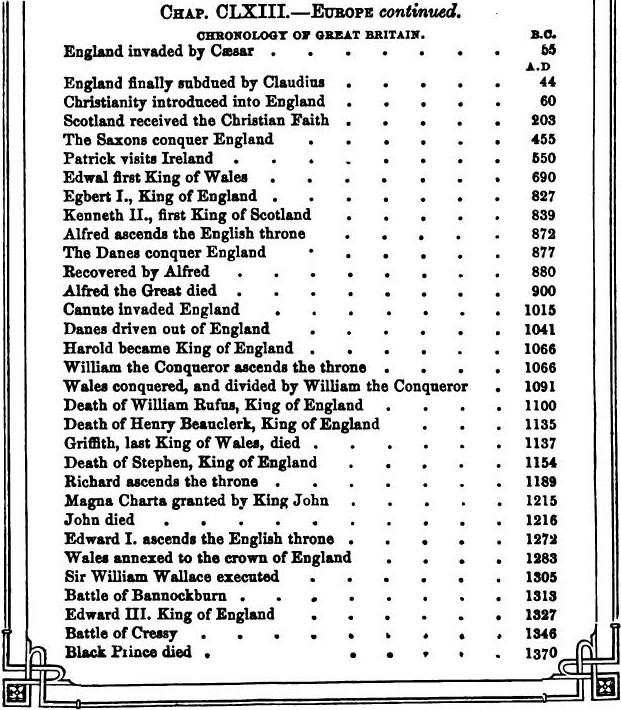 CHAP. CLXIII.—EUROPE continued.
CHRONOLOGY OF GREAT BRITAIN. B.C.
England invaded by Cæsar . . . . . . . 55
A.D
England finally subdued by Claudius . . . . . 44
Christianity introduced into England . . . . . 60
Scotland received the Christian Faith . . . . . 203
The Saxons conquer England . . . . . . 455
Patrick visits Ireland . . . . . . . . 550
Edwal first King of Wales . . . . . . . 690
Egbert I., King of England . . . . . . . 827
Kenneth II., first King of Scotland . . . . . 839
Alfred ascends the English throne . . . . . 872
The Danes conquer England . . . . . . 877
Recovered by Alfred . . . . . . . . 880
Alfred the Great died . . . . . . . . 900
Canute invaded England . . . . . . . 1015
Danes driven out of England . . . . . . 1041
Harold became King of England . . . . . . 1066
William the Conqueror ascends the throne . . . . 1066
Wales conquered, and divided by William the Conqueror . 1091
Death of William Rufus, King of England . . . . 1100
Death of Henry Beauclerk, King of England . . . 1135
Griffith, last King of Wales, died . . . . . . 1137
Death of Stephen, King of England . . . . . 1154
Richard ascends the throne . . . . . . . 1189
Magna Charta granted by King John . . . . . 1215
John died . . . . . . . . . . 1216
Edward I. ascends the English throne . . . . . 1272
Wales annexed to the crown of England . . . . 1283
Sir William Wallace executed . . . . . . 1305
Battle of Bannockburn . . . . . . . . 1313
Edward III. King of England . . . . . . 1327
Battle of Cressy . . . . . . . . . 1346
Black Prince died . . . . . . 1370